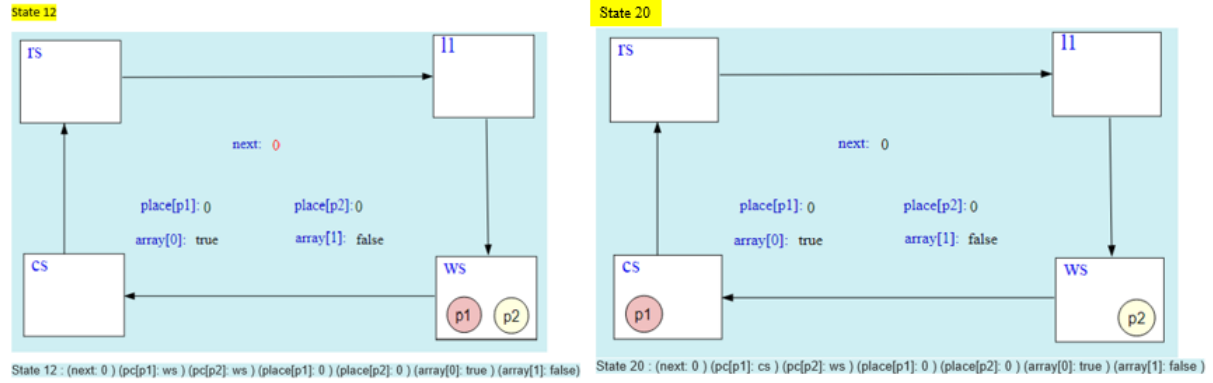 State 12
rs
ll
next: 0
place[p1]: 0
place[p2]:0
array[0]: true
array[1]: false
cs
ws
p1
p2
State 12 : (next: 0 ) (pc[p1]: ws ) (pc[p2]: ws ) (place[p1]: 0 ) (place[p2]: 0 ) (array[0]: true ) (array[1]: false)
State 20
rs
ll
next: 0
place[p1]: 0
place[p2]: 0
array[0]: true
array[1]: false
cs
ws
p1
p2
State 20 : (next: 0 ) (pc[p1]: cs ) (pc[p2]: ws ) (place[p1]: 0 ) (place[p2]: 0 ) (array[0]: true ) (array[1]: false )